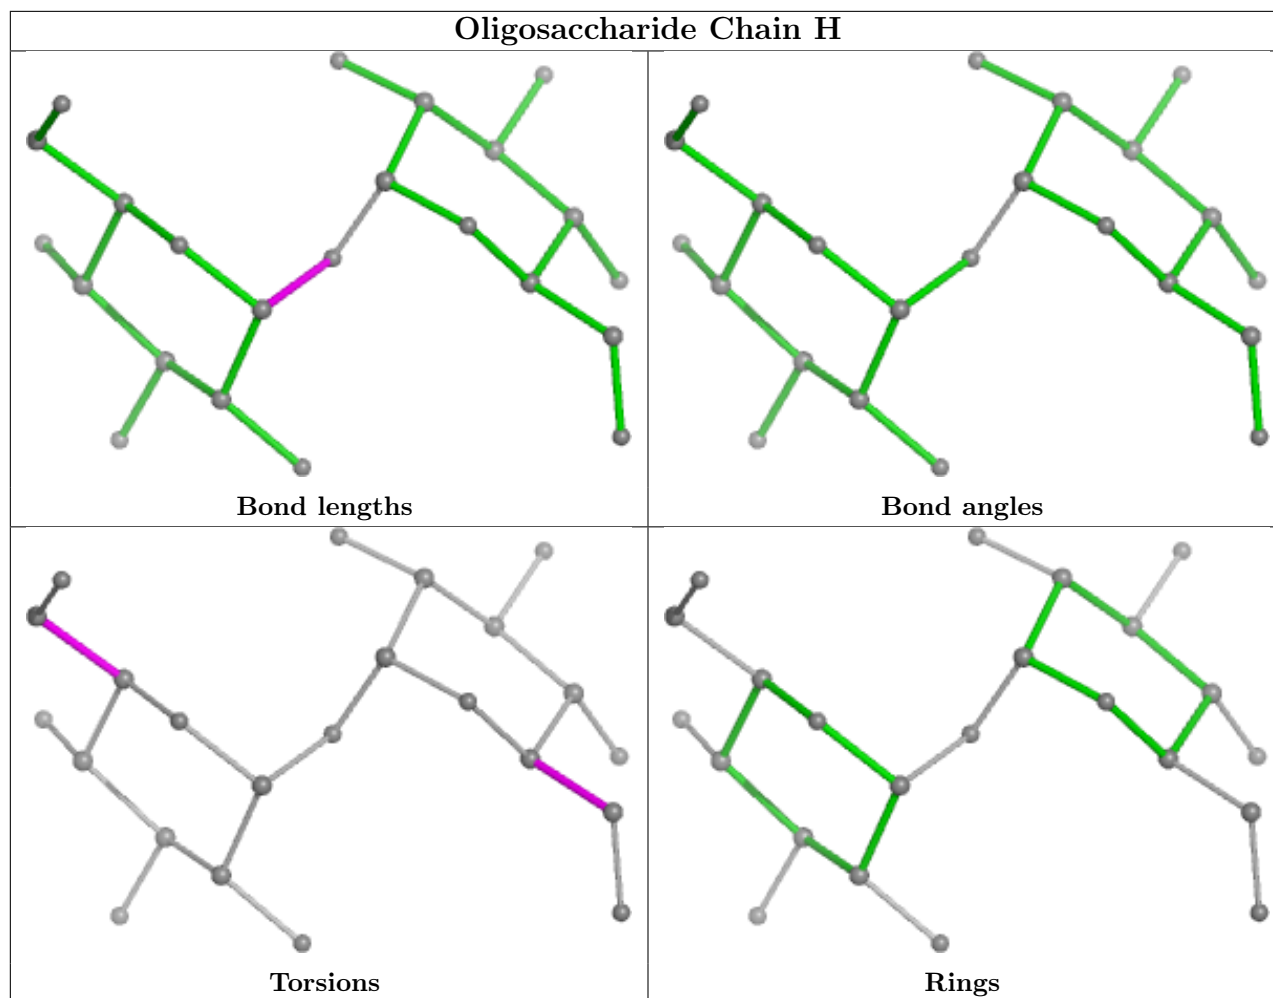 Oligosaccharide Chain H
Bond lengths
Bond angles
Torsions
Rings